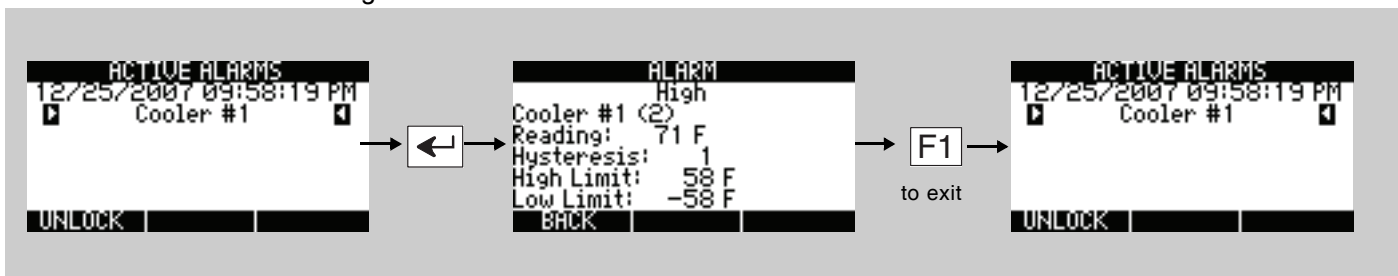 ACTIVE ALARMS
12/25/2007 09:58:19 PM
Cooler #1
UNLOCK
ALARM
High
Cooler #1 (2)
Reading: 71 F
Hysteresis: 1
High Limit: 58 F
Low Limit: -58 F
BACK
F1
to exit
ACTIVE ALARMS
12/25/2007 09:58:19 PM
Cooler #1
UNLOCK